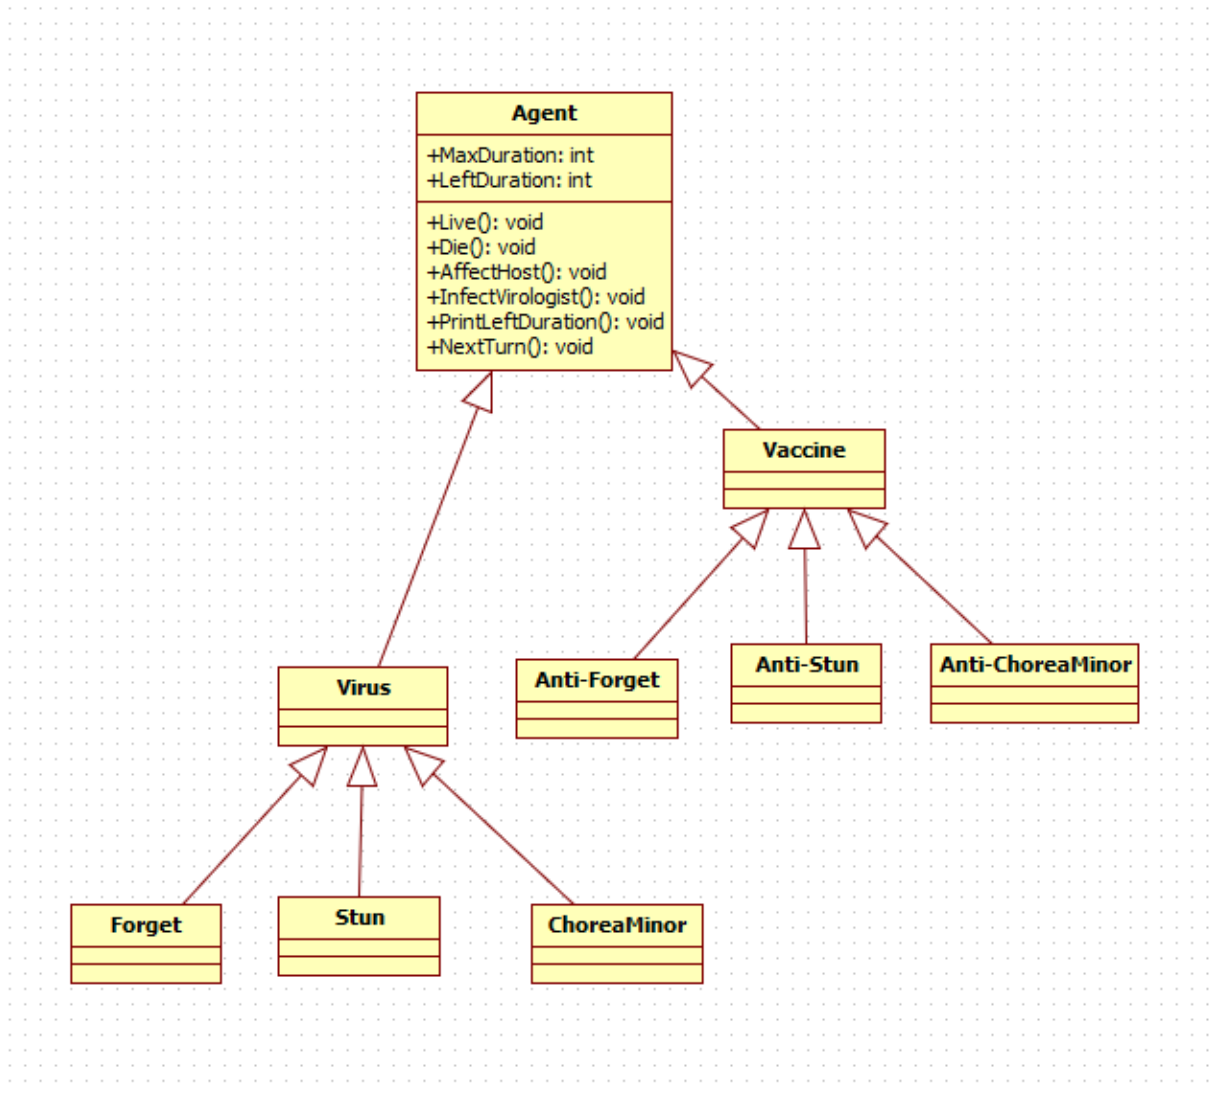 Agent
+MaxDuration: int
+LeftDuration: int
+Live(): void
+Die(): void
+AffectHost(): void
+InfectVirologist(): void
+PrintLeftDuration(): void
+NextTurn(): void
Vaccine
Anti-Forget
Anti-Stun
Anti-ChoreaMinor
Virus
Forget
Stun
ChoreaMinor